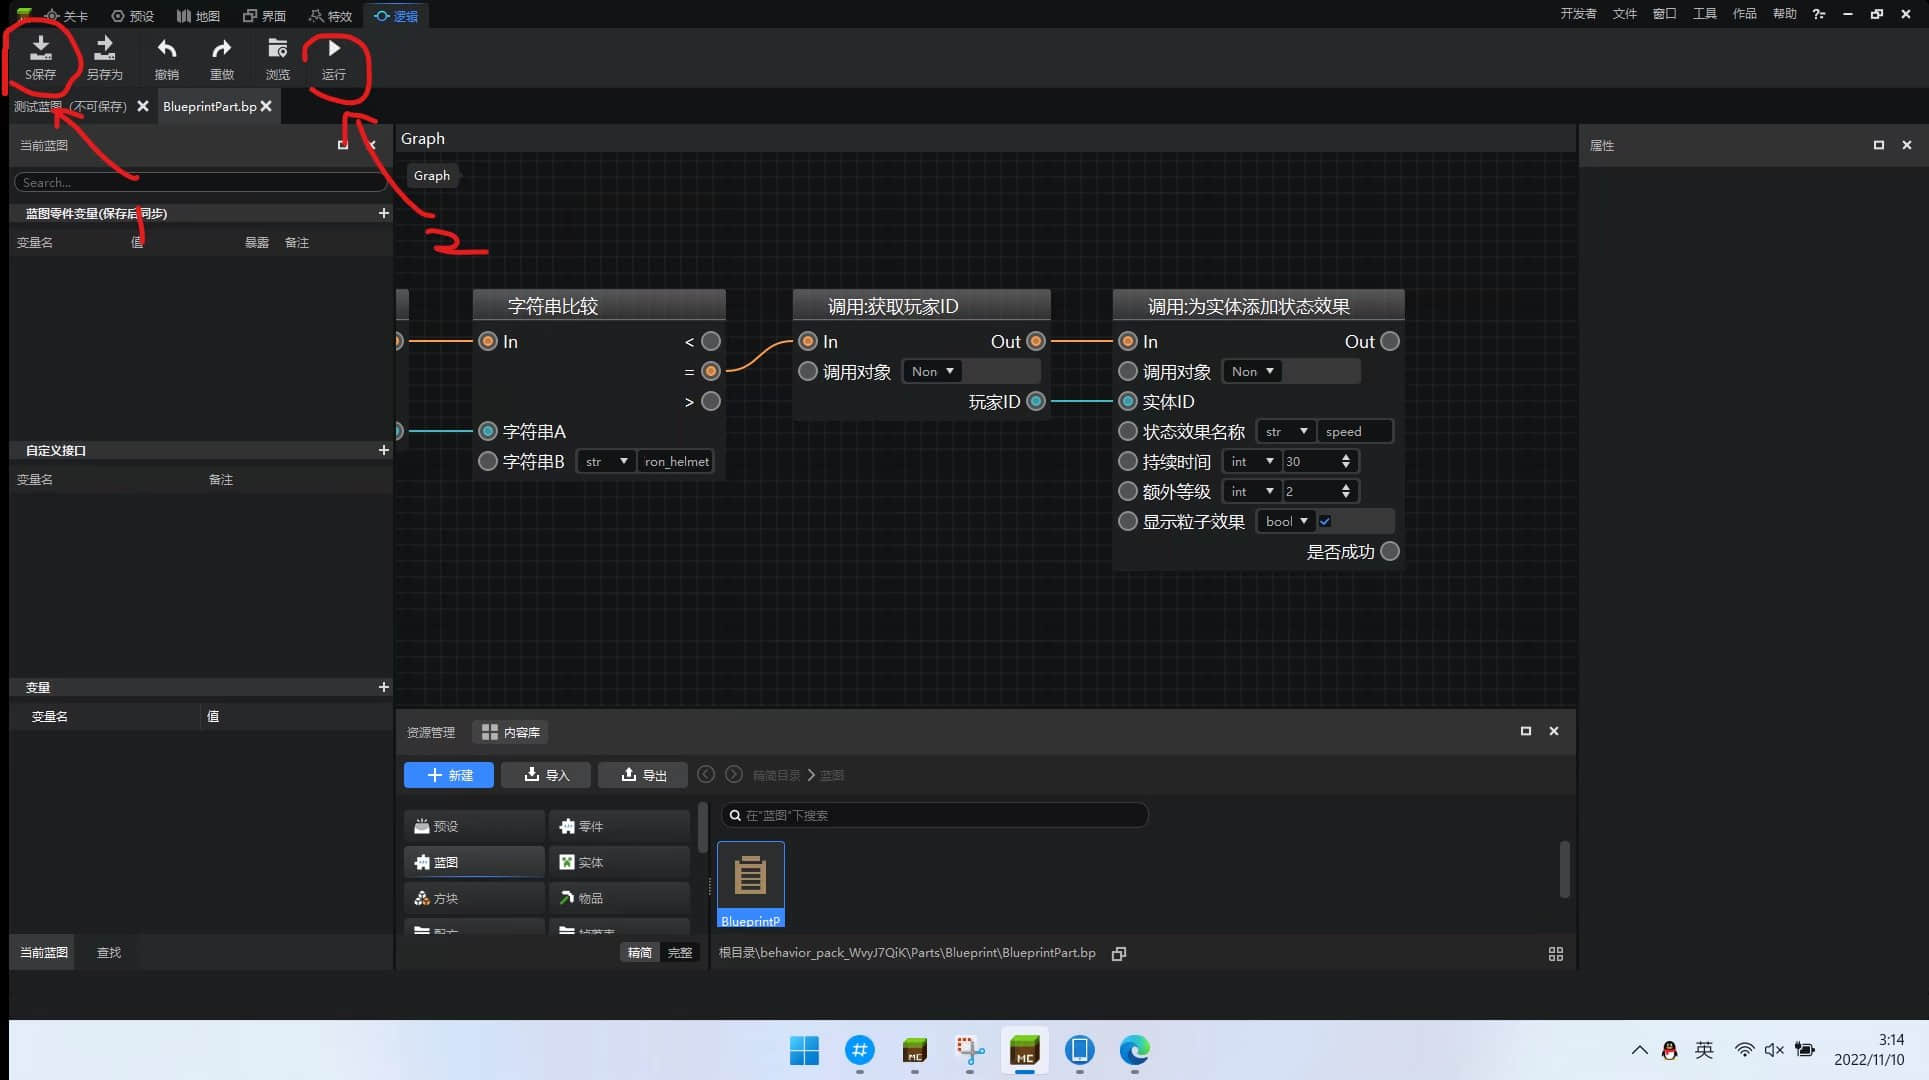 关卡 预设 地图 界面 特效 逻辑 开发者 文件 窗口 工具 作品 帮助
S保存 另存为 撤销 重做 浏览 运行
测试蓝图 (不可保存) BlueprintPart.bp
当前蓝图
Graph
属性
Search...
Graph
蓝图零件变量(保存后同步)
变量名 值 暴露 备注
2
字符串比较
In <
=
>
字符串A
字符串B str ron_helmet
调用:获取玩家ID
In Out
调用对象 Non
玩家ID
调用:为实体添加状态效果
In Out
调用对象 Non
实体ID
状态效果名称 str speed
持续时间 int 30
额外等级 int 2
显示粒子效果 bool
是否成功
自定义接口
变量名 备注
变量
变量名 值
资源管理 内容库
新建 导入 导出 精简目录 蓝图
在"蓝图"下搜索
预设 零件
蓝图 实体
方块 物品
BlueprintP
当前蓝图 查找
精简 完整
根目录\behavior_pack_WvyJ7QiK\Parts\Blueprint\BlueprintPart.bp
MC MC
英
3:14
2022/11/10